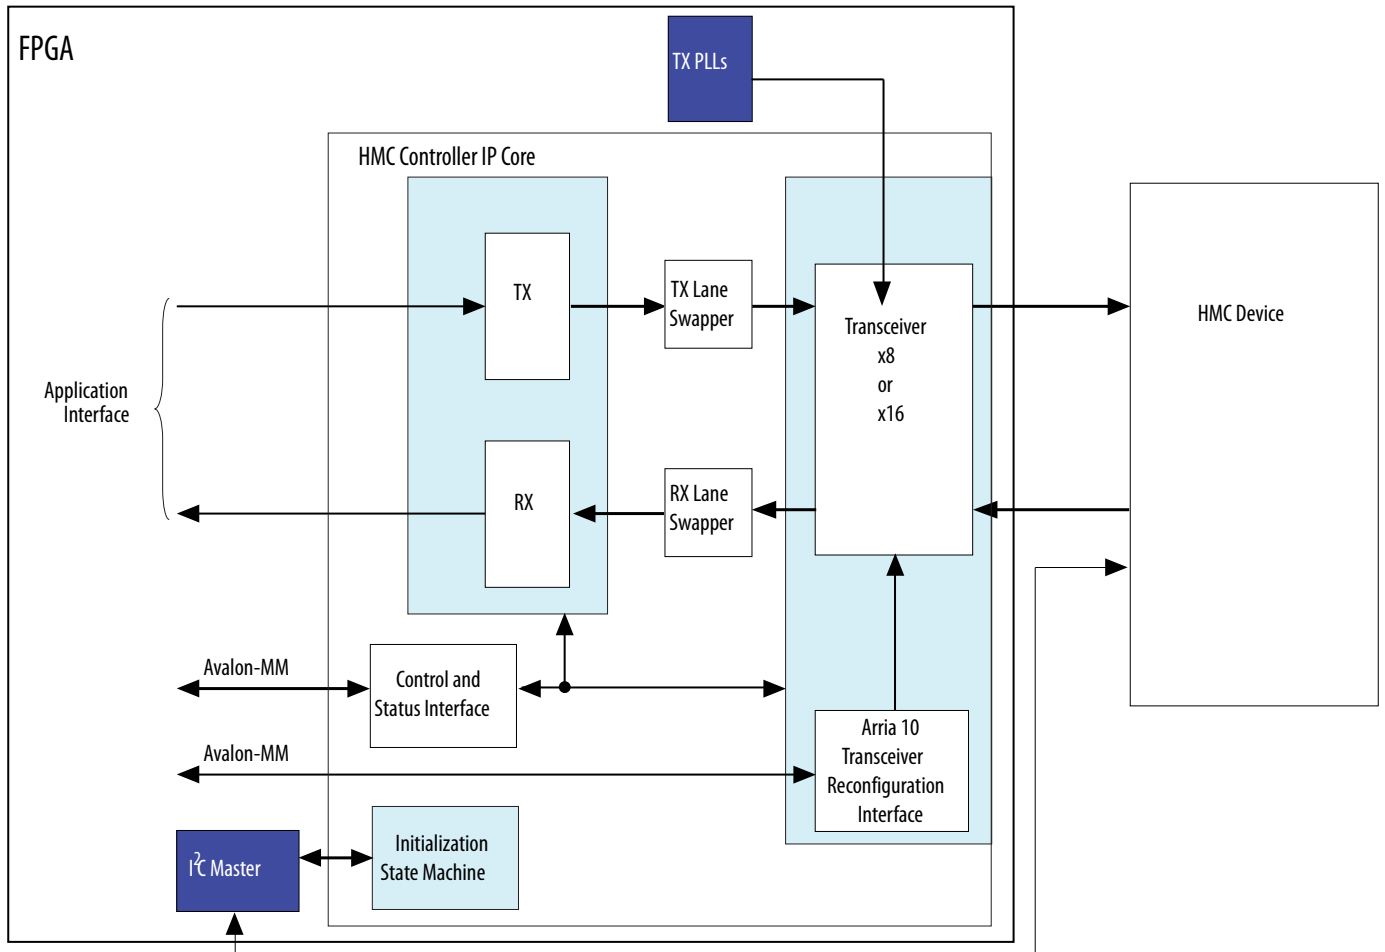 FPGA
TX PLLs
HMC Controller IP Core
TX
TX Lane
Swapper
Transceiver
x8
or
x16
HMC Device
Application
Interface
RX
RX Lane
Swapper
Avalon-MM
Control and
Status Interface
Avalon-MM
Arria 10
Transceiver
Reconfiguration
Interface
Initialization
State Machine
I²C Master